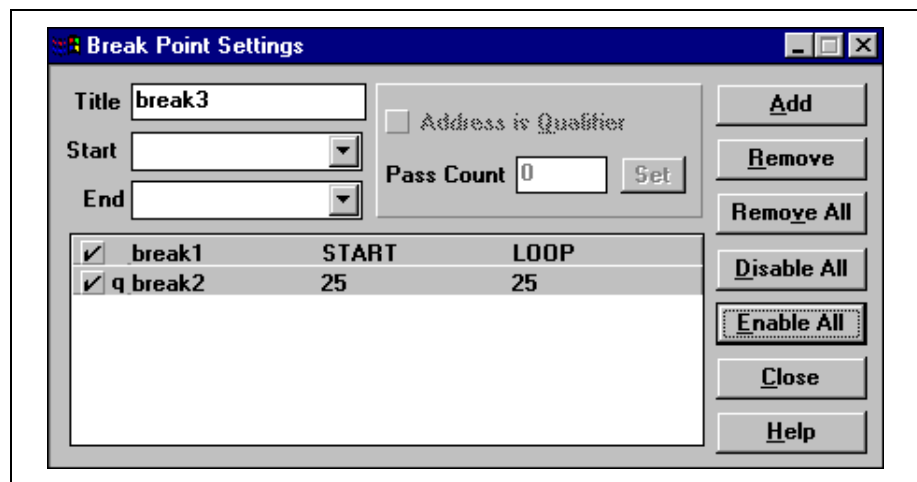 Break Point Settings
Title break3
Start
End
Address is Qualifier
Pass Count 0 Set
break1 START LOOP
q break2 25 25
Add
Remove
Remove All
Disable All
Enable All
Close
Help